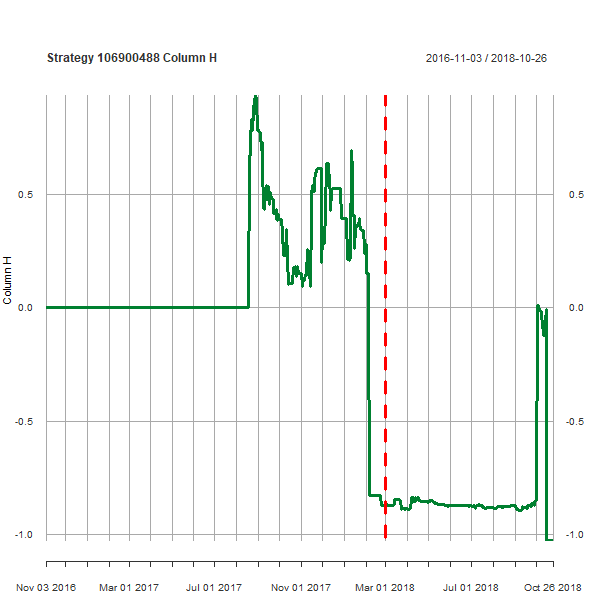 Strategy 106900488 Column H
2016-11-03 / 2018-10-26
0.5
0.5
0.0
0.0
-0.5
-0.5
-1.0
-1.0
Column H
Nov 03 2016
Mar 01 2017
Jul 01 2017
Nov 01 2017
Mar 01 2018
Jul 01 2018
Oct 26 2018